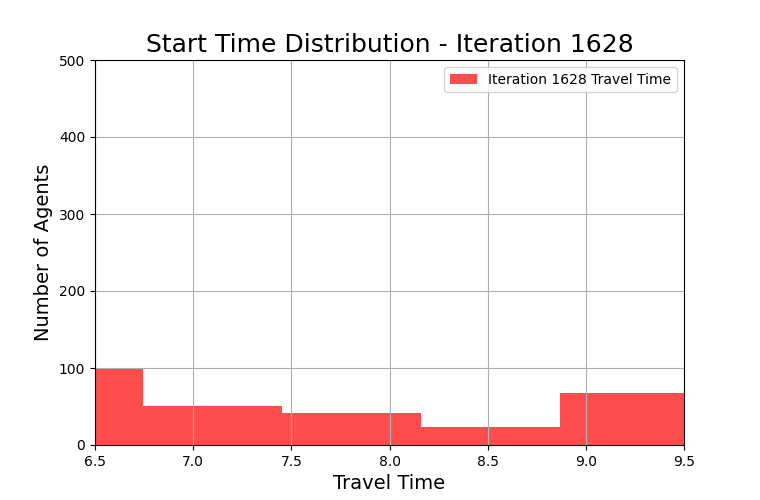 Start Time Distribution - Iteration 1628
Iteration 1628 Travel Time
Number of Agents
500
400
300
200
100
0
6.5 7.0 7.5 8.0 8.5 9.0 9.5
Travel Time